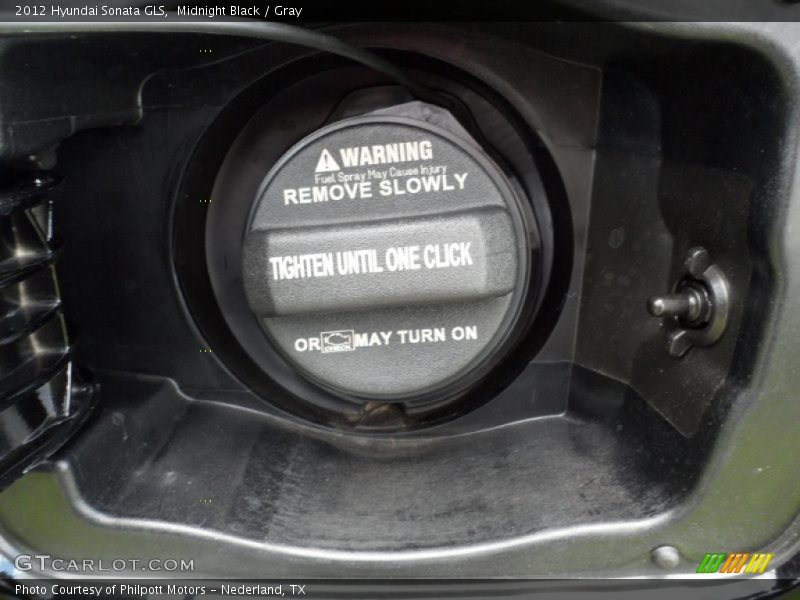 2012 Hyundai Sonata GLS, Midnight Black / Gray
WARNING
Fuel Spray May Cause Injury
REMOVE SLOWLY
TIGHTEN UNTIL ONE CLICK
OR CHECK MAY TURN ON
GTCARLOT.COM
Photo Courtesy of Philpott Motors - Nederland, TX